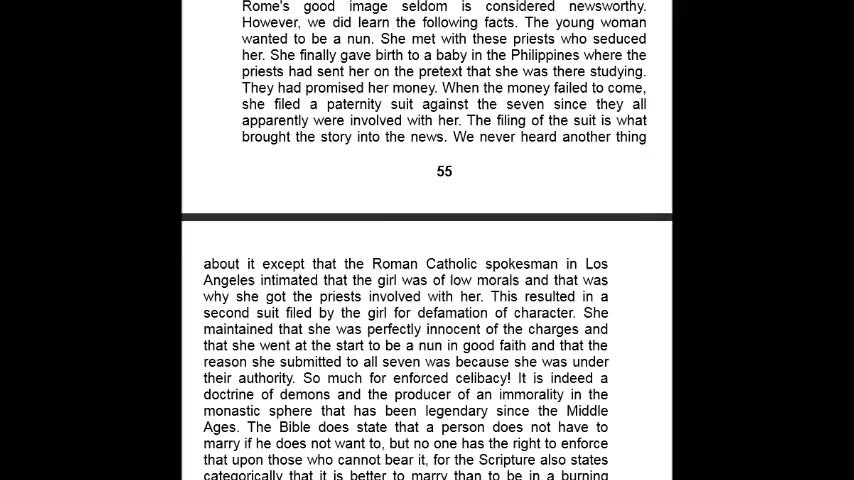 Rome's good image seldom is considered newsworthy.
However, we did learn the following facts. The young woman
wanted to be a nun. She met with these priests who seduced
her. She finally gave birth to a baby in the Philippines where the
priests had sent her on the pretext that she was there studying.
They had promised her money. When the money failed to come,
she filed a paternity suit against the seven since they all
apparently were involved with her. The filing of the suit is what
brought the story into the news. We never heard another thing
55
about it except that the Roman Catholic spokesman in Los
Angeles intimated that the girl was of low morals and that was
why she got the priests involved with her. This resulted in a
second suit filed by the girl for defamation of character. She
maintained that she was perfectly innocent of the charges and
that she went at the start to be a nun in good faith and that the
reason she submitted to all seven was because she was under
their authority. So much for enforced celibacy! It is indeed a
doctrine of demons and the producer of an immorality in the
monastic sphere that has been legendary since the Middle
Ages. The Bible does state that a person does not have to
marry if he does not want to, but no one has the right to enforce
that upon those who cannot bear it, for the Scripture also states
categorically that it is better to marry than to be in a burning